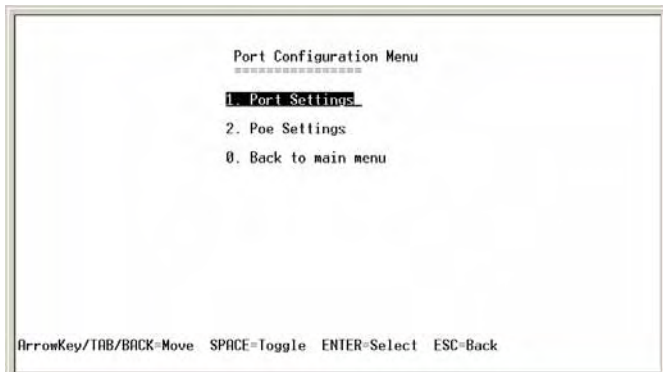 Port Configuration Menu
================
1. Port Settings_
2. Poe Settings
0. Back to main menu
ArrowKey/TAB/BACK=Move SPACE=Toggle ENTER=Select ESC=Back